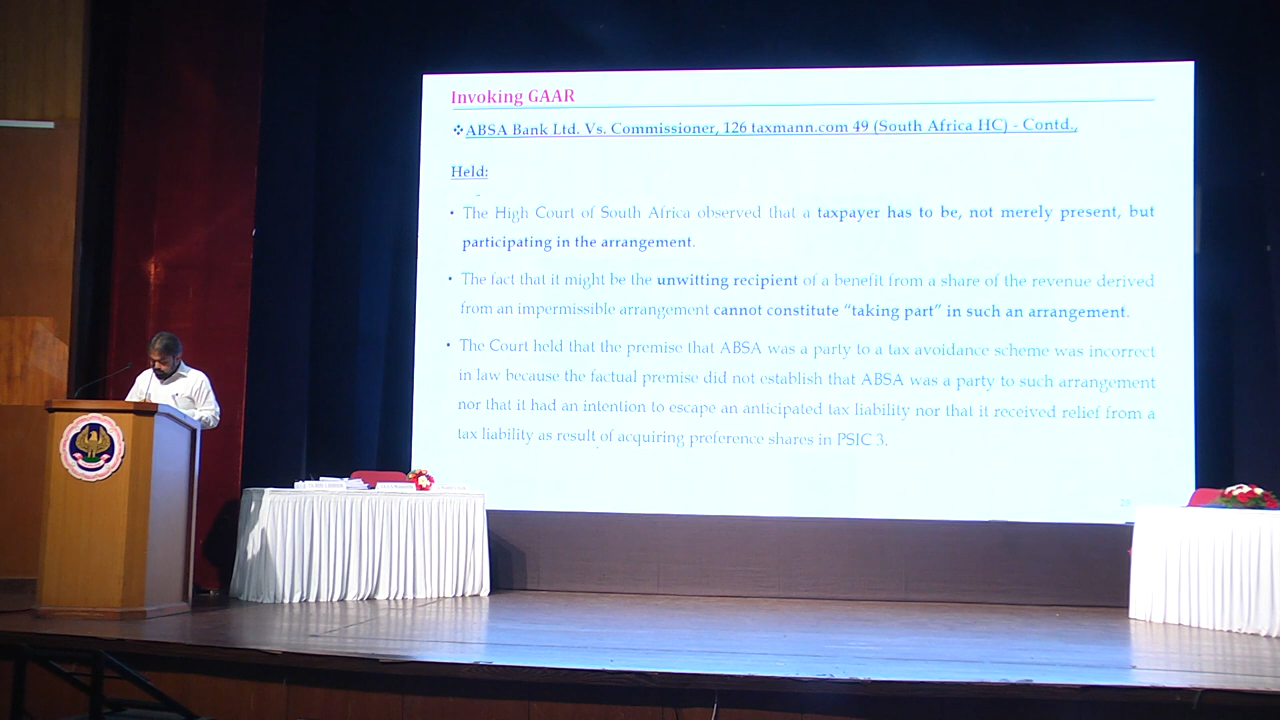 Invoking GAAR
❖ABSA Bank Ltd. Vs. Commissioner, 126 taxmann.com 49 (South Africa HC) - Contd.,
Held:
• The High Court of South Africa observed that a taxpayer has to be, not merely present, but
participating in the arrangement.
• The fact that it might be the unwitting recipient of a benefit from a share of the revenue derived
from an impermissible arrangement cannot constitute “taking part” in such an arrangement.
• The Court held that the premise that ABSA was a party to a tax avoidance scheme was incorrect
in law because the factual premise did not establish that ABSA was a party to such arrangement
nor that it had an intention to escape an anticipated tax liability nor that it received relief from a
tax liability as result of acquiring preference shares in PSIC 3.